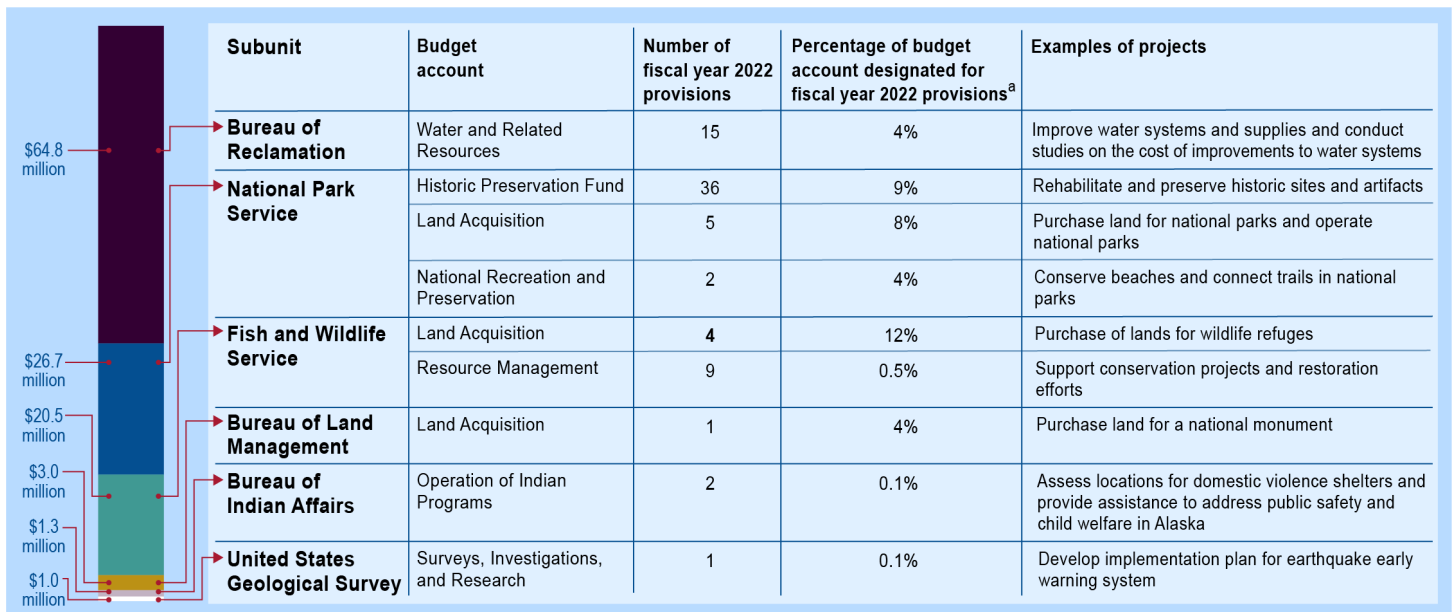 Subunit
Budget
account
Number of
fiscal year 2022
provisions
Percentage of budget
account designated for
fiscal year 2022 provisionsa
Examples of projects
$64.8
million
Bureau of
Reclamation
Water and Related
Resources
15
4%
Improve water systems and supplies and conduct
studies on the cost of improvements to water systems
$26.7
million
National Park
Service
Historic Preservation Fund
36
9%
Rehabilitate and preserve historic sites and artifacts
Land Acquisition
5
8%
Purchase land for national parks and operate
national parks
National Recreation and
Preservation
2
4%
Conserve beaches and connect trails in national
parks
$20.5
million
Fish and Wildlife
Service
Land Acquisition
4
12%
Purchase of lands for wildlife refuges
Resource Management
9
0.5%
Support conservation projects and restoration
efforts
$3.0
million
Bureau of Land
Management
Land Acquisition
1
4%
Purchase land for a national monument
$1.3
million
Bureau of
Indian Affairs
Operation of Indian
Programs
2
0.1%
Assess locations for domestic violence shelters and
provide assistance to address public safety and
child welfare in Alaska
$1.0
million
United States
Geological Survey
Surveys, Investigations,
and Research
1
0.1%
Develop implementation plan for earthquake early
warning system